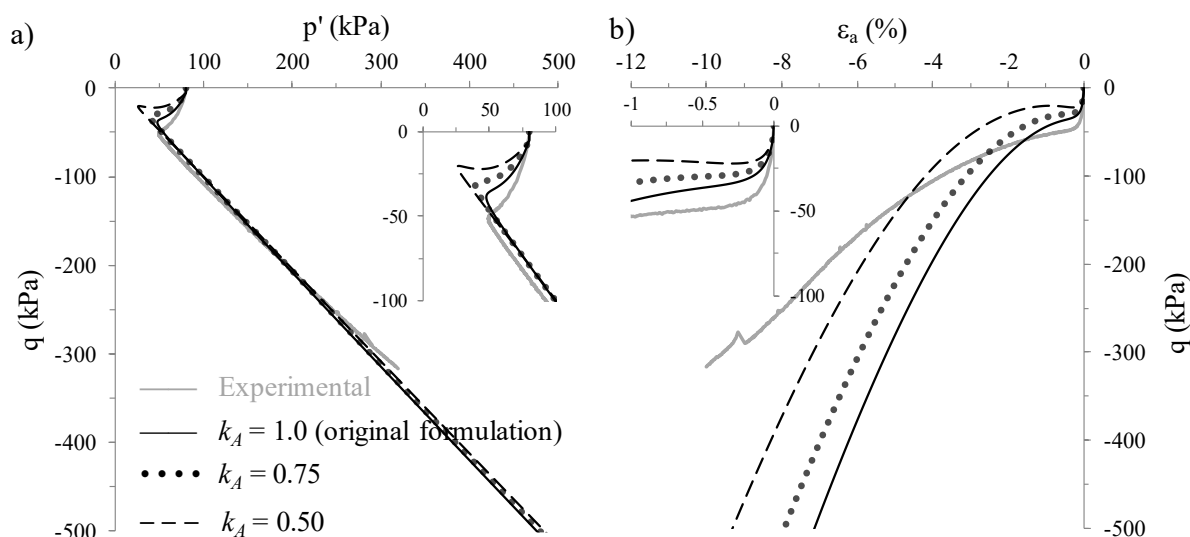 a)
p' (kPa)
0 100 200 300 400 500
0
-100
-200
-300
-400
-500
q (kPa)
0 50 100
0
-50
-100
Experimental
k_A = 1.0 (original formulation)
k_A = 0.75
k_A = 0.50
b)
ε_a (%)
-12 -10 -8 -6 -4 -2 0
-1 -0.5 0
0
-50
-100
0
-100
-200
-300
-400
-500
q (kPa)